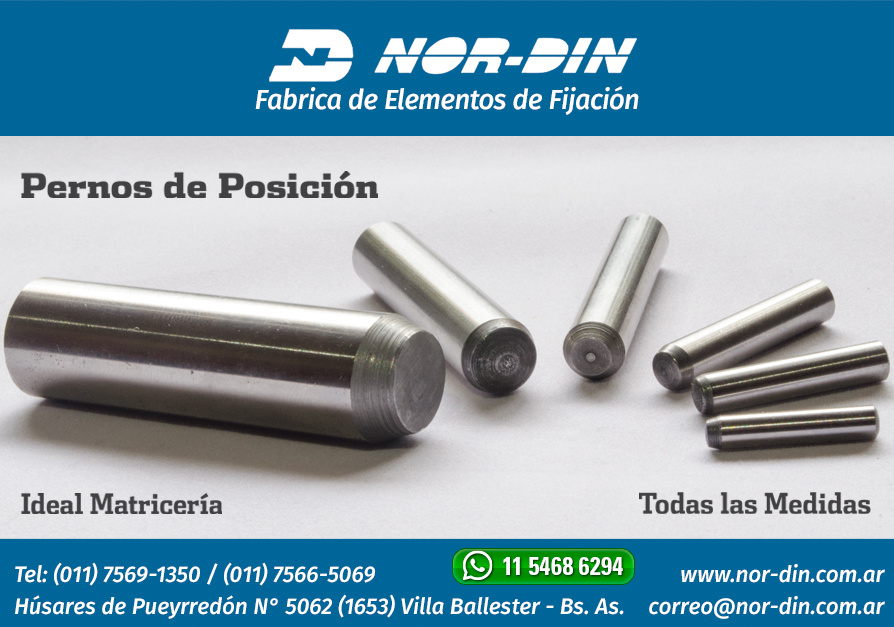 NOR-DIN
Fabrica de Elementos de Fijación
Pernos de Posición
Ideal Matricería
Todas las Medidas
Tel: (011) 7569-1350 / (011) 7566-5069
11 5468 6294
www.nor-din.com.ar
Húsares de Pueyrredón N° 5062 (1653) Villa Ballester - Bs. As.
correo@nor-din.com.ar